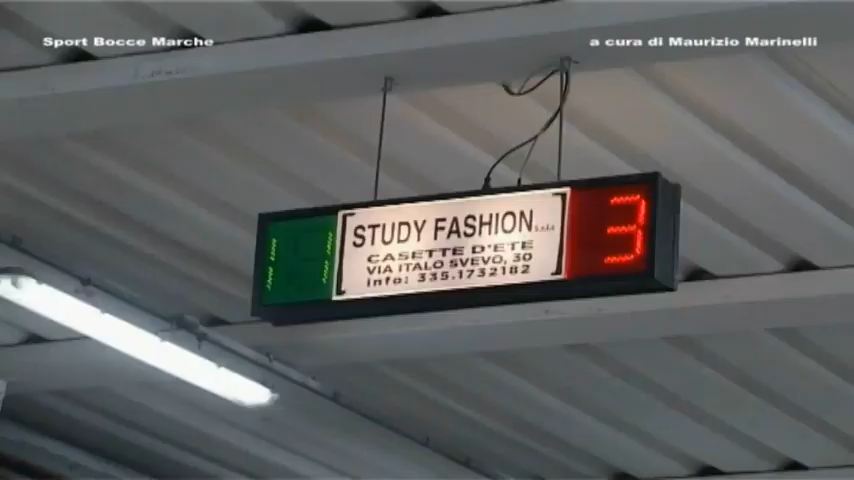 Sport Bocce Marche
a cura di Maurizio Marinelli
STUDY FASHION
CASETTE D'ETE
VIA ITALO SVEVO, 30
Info: 335.1732182
3